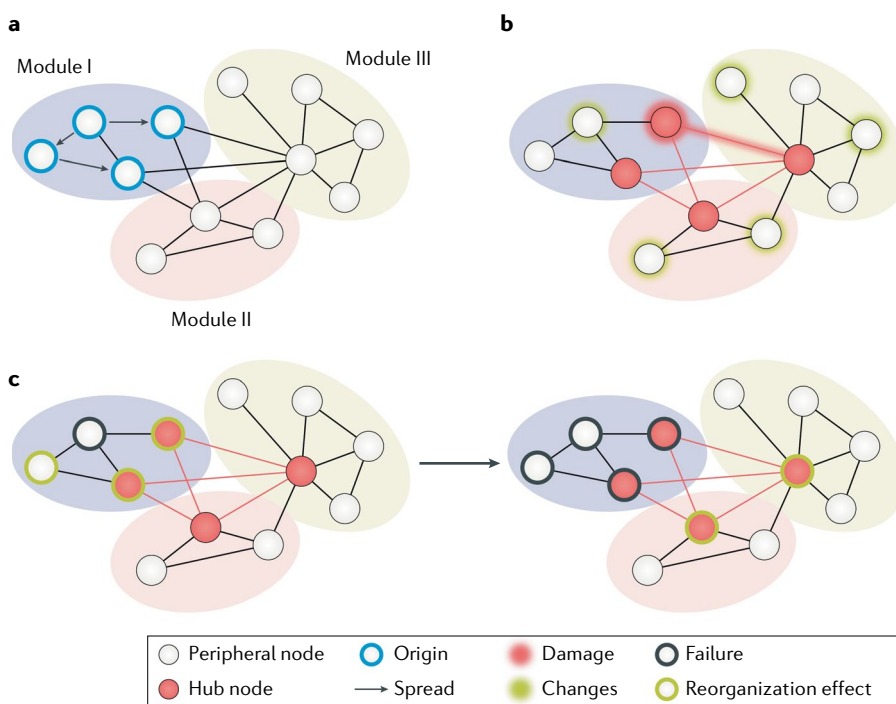 a
b
Module I
Module III
Module II
c
Peripheral node
Origin
Damage
Failure
Hub node
Spread
Changes
Reorganization effect